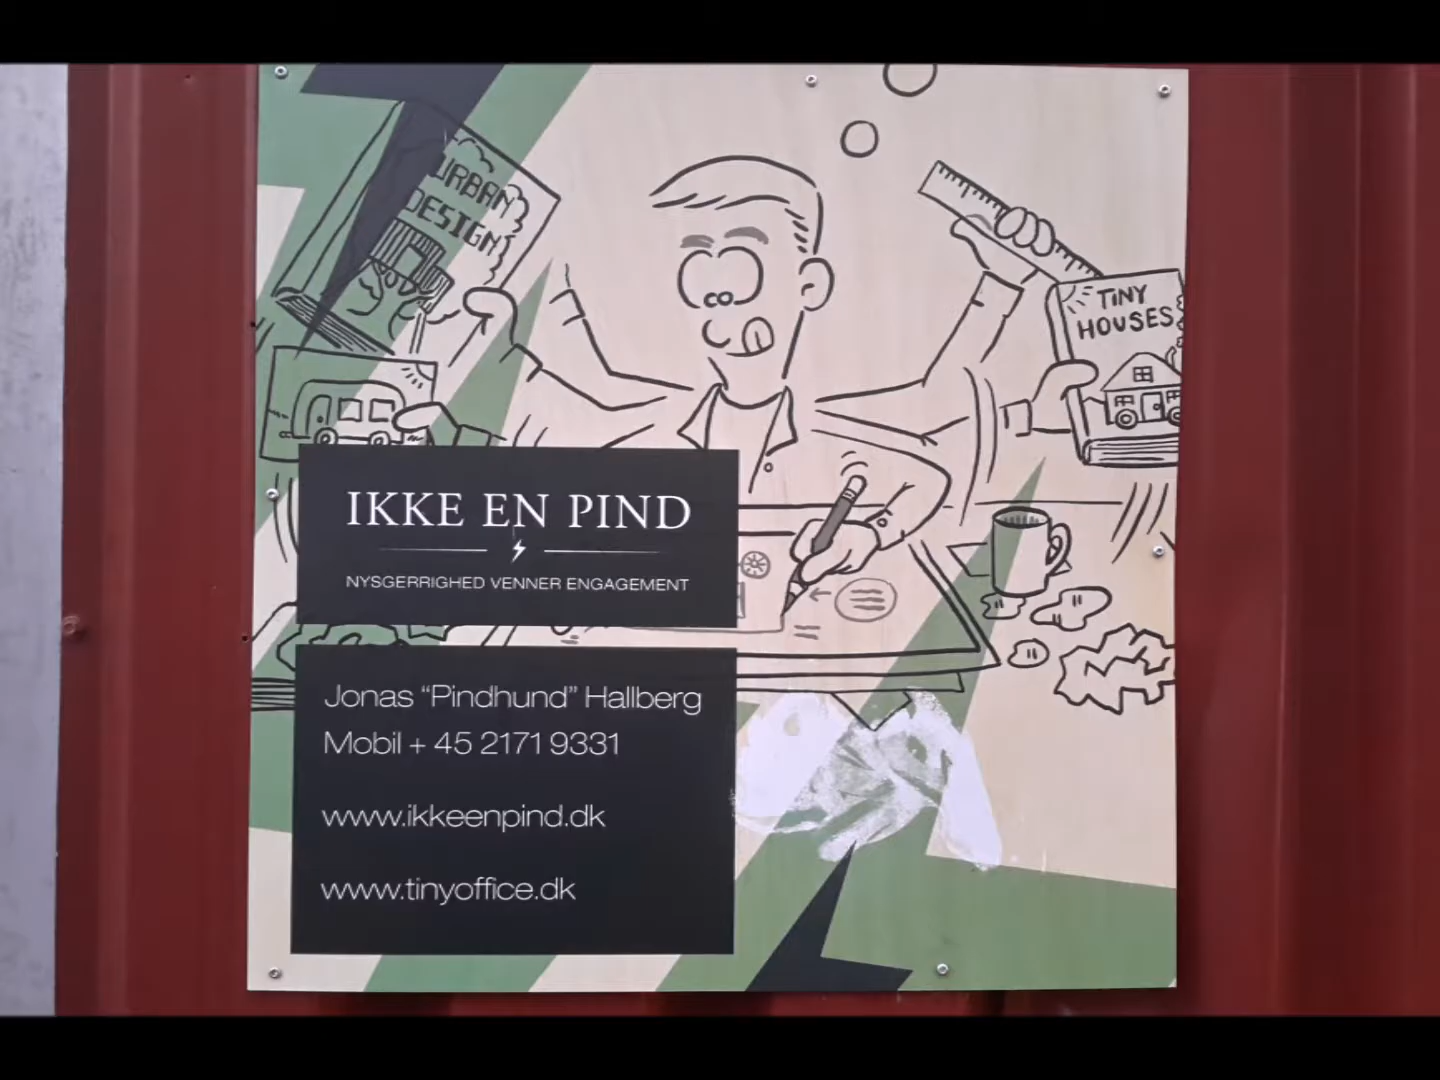 URBAN
DESIGN
TINY
HOUSES
IKKE EN PIND
NYSGERRIGHED VENNER ENGAGEMENT
Jonas “Pindhund” Hallberg
Mobil + 45 2171 9331
www.ikkeenpind.dk
www.tinyoffice.dk